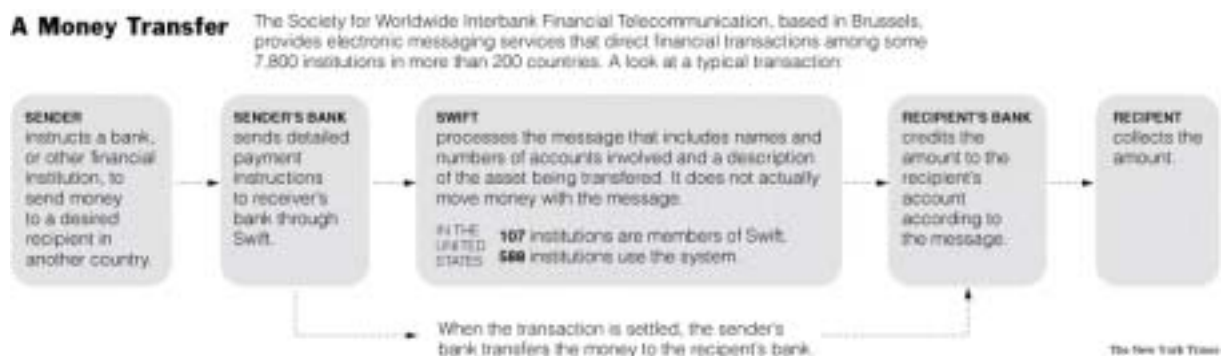 A Money Transfer
The Society for Worldwide Interbank Financial Telecommunication, based in Brussels,
provides electronic messaging services that direct financial transactions among some
7,800 institutions in more than 200 countries. A look at a typical transaction:
SENDER
instructs a bank,
or other financial
institution, to
send money
to a desired
recipient in
another country.
SENDER'S BANK
sends detailed
payment
instructions
to receiver's
bank through
Swift.
SWIFT
processes the message that includes names and
numbers of accounts involved and a description
of the asset being transfered. It does not actually
move money with the message.
IN THE
UNITED
STATES
107 institutions are members of Swift.
institutions use the system.
RECIPIENT'S BANK
credits the
amount to the
recipient's
account
according to
the message.
RECIPIENT
collects the
amount.
When the transaction is settled, the sender's
bank transfers the money to the recipient's bank.
The New York Times